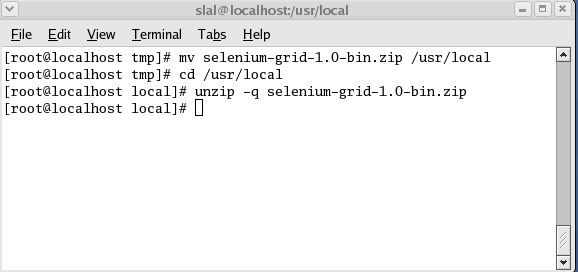 slal@localhost:/usr/local
File Edit View Terminal Tabs Help
[root@localhost tmp]# mv selenium-grid-1.0-bin.zip /usr/local
[root@localhost tmp]# cd /usr/local
[root@localhost local]# unzip -q selenium-grid-1.0-bin.zip
[root@localhost local]#